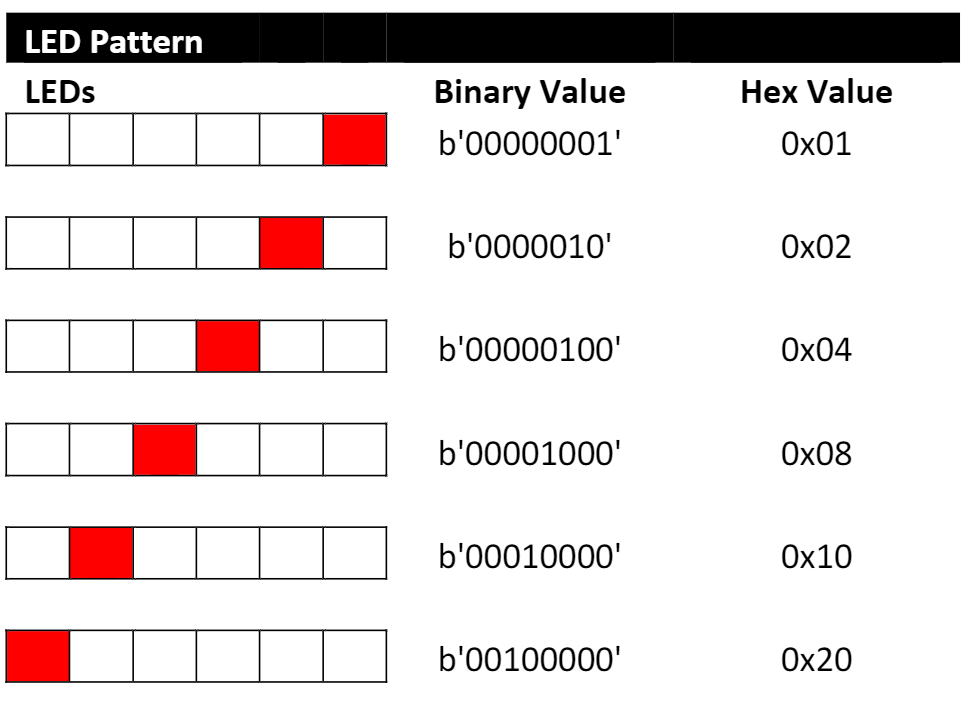 LED Pattern
LEDs Binary Value Hex Value
b'00000001' 0x01
b'0000010' 0x02
b'00000100' 0x04
b'00001000' 0x08
b'00010000' 0x10
b'00100000' 0x20